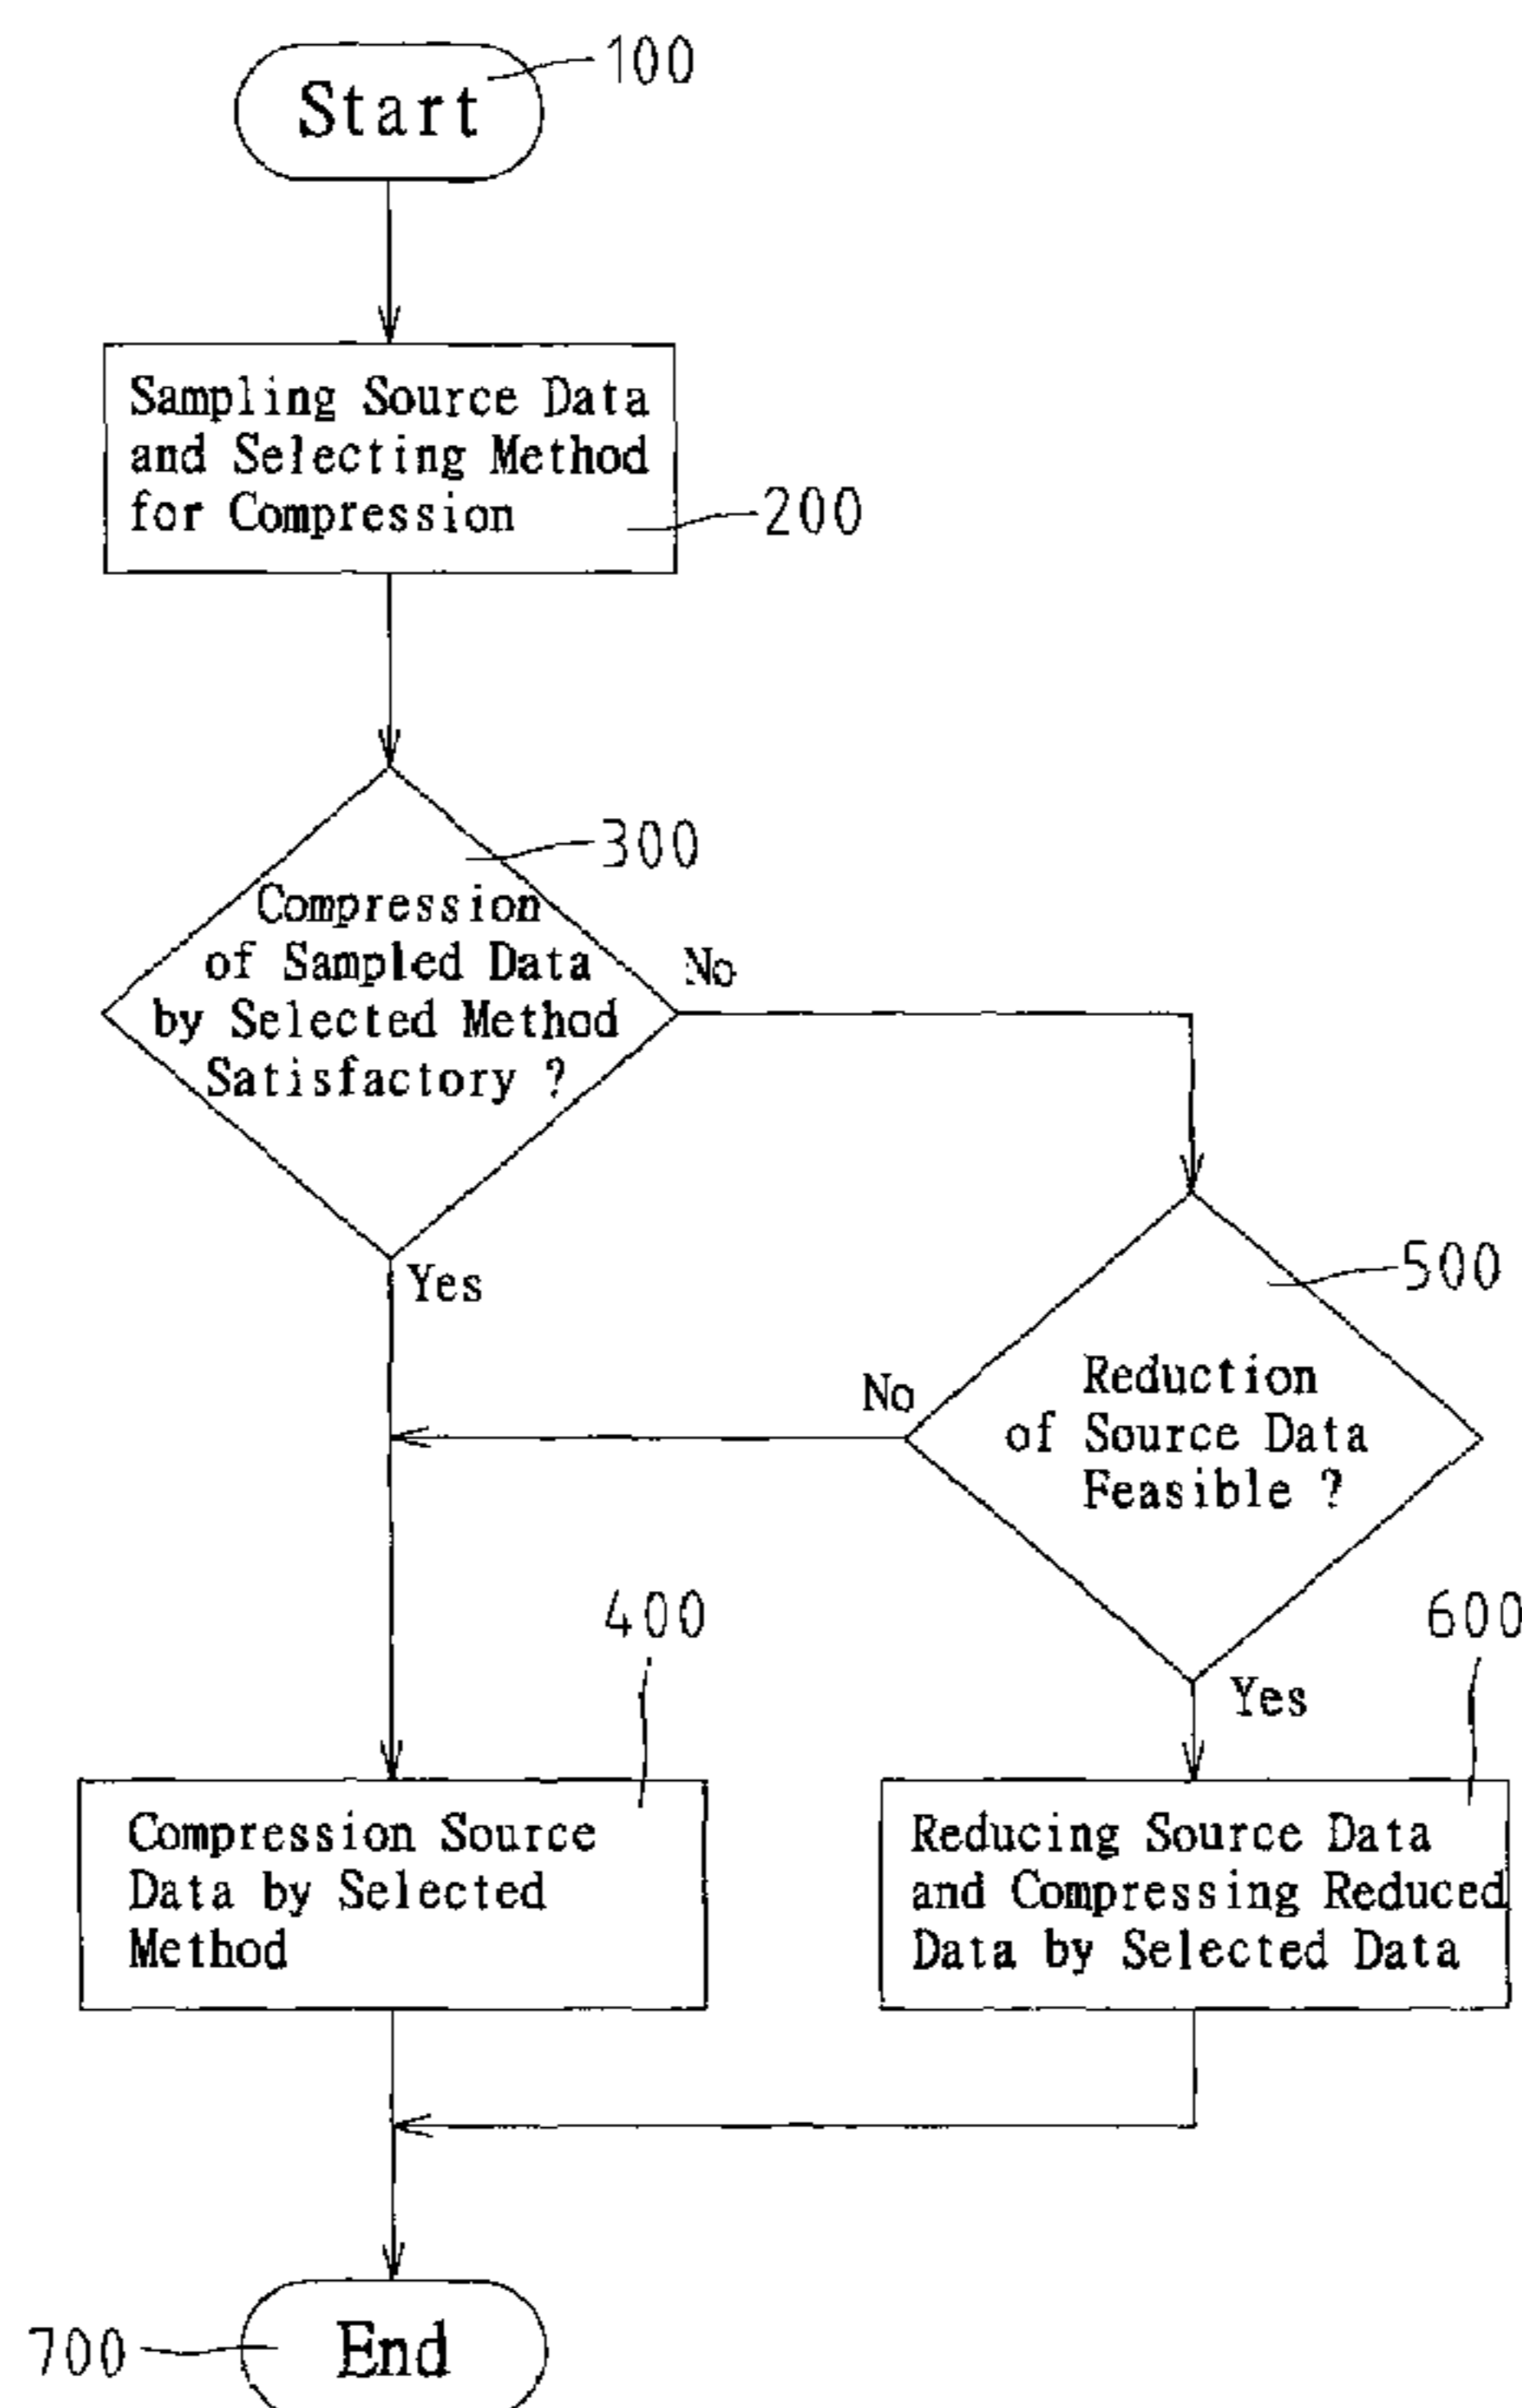 100
Start
Sampling Source Data
and Selecting Method
for Compression
200
300
Compression
of Sampled Data
by Selected Method
Satisfactory ?
No
Yes
500
Reduction
of Source Data
Feasible ?
No
Yes
400
Compression Source
Data by Selected
Method
600
Reducing Source Data
and Compressing Reduced
Data by Selected Data
700
End